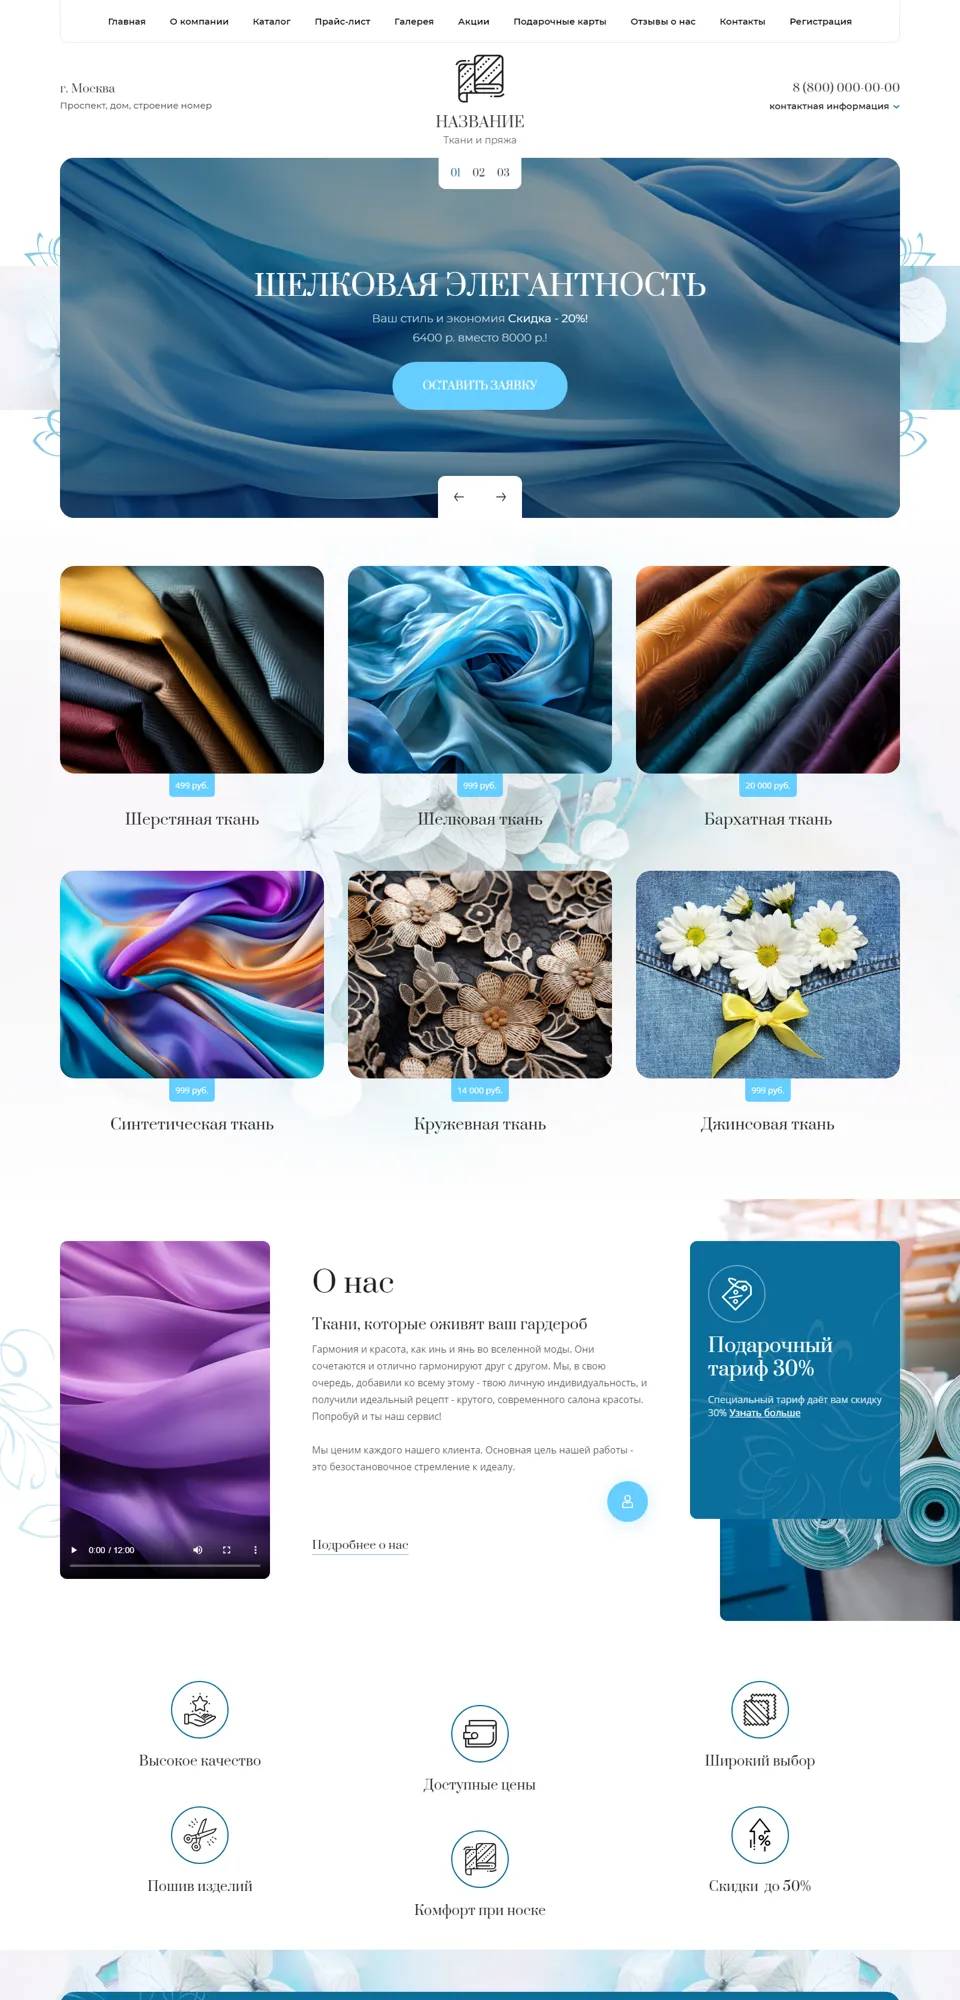 Главная О компании Каталог Прайс-лист Галерея Акции Подарочные карты Отзывы о нас Контакты Регистрация
г. Москва
Проспект, дом, строение номер
НАЗВАНИЕ
Ткани и пряжа
8 (800) 000-00-00
контактная информация
01 02 03
ШЕЛКОВАЯ ЭЛЕГАНТНОСТЬ
Ваш стиль и экономия Скидка - 20%!
6400 р. вместо 8000 р.!
ОСТАВИТЬ ЗАЯВКУ
499 руб. 999 руб. 20 000 руб.
Шерстяная ткань Шелковая ткань Бархатная ткань
999 руб. 14 000 руб. 999 руб.
Синтетическая ткань Кружевная ткань Джинсовая ткань
0:00 / 12:00
О нас
Ткани, которые оживят ваш гардероб
Гармония и красота, как инь и янь во вселенной моды. Они
сочетаются и отлично гармонируют друг с другом. Мы, в свою
очередь, добавили ко всему этому - твою личную индивидуальность, и
получили идеальный рецепт - крутого, современного салона красоты.
Попробуй и ты наш сервис!
Мы ценим каждого нашего клиента. Основная цель нашей работы -
это безостановочное стремление к идеалу.
Подробнее о нас
Подарочный
тариф 30%
Специальный тариф даёт вам скидку
30% Узнать больше
Высокое качество
Доступные цены
Широкий выбор
Пошив изделий
Комфорт при носке
Скидки до 50%